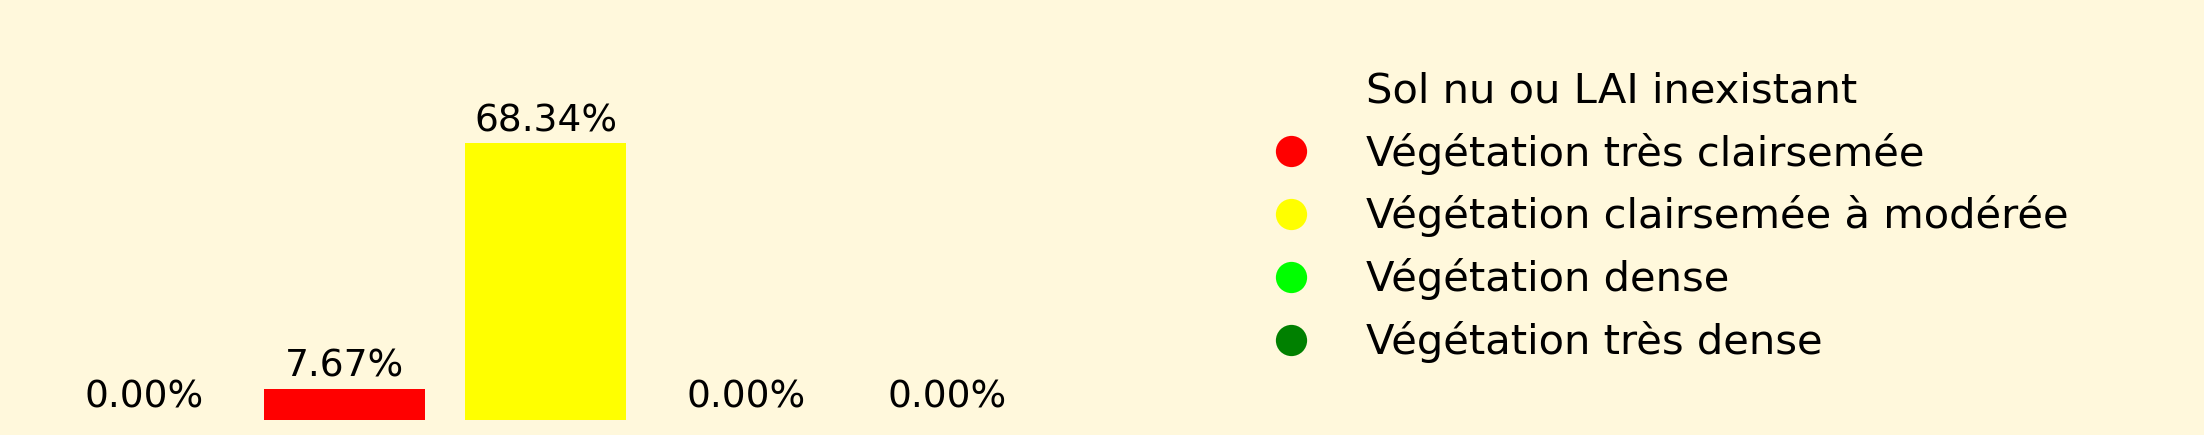 68.34%
7.67%
0.00%
0.00%
0.00%
Sol nu ou LAI inexistant
Végétation très clairsemée
Végétation clairsemée à modérée
Végétation dense
Végétation très dense